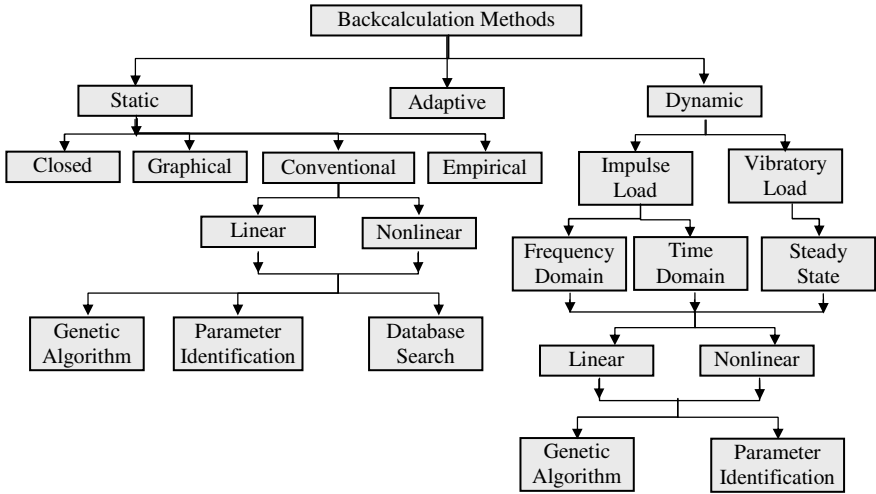 Backcalculation Methods
Static
Adaptive
Dynamic
Closed
Graphical
Conventional
Empirical
Impulse
Load
Vibratory
Load
Linear
Nonlinear
Frequency
Domain
Time
Domain
Steady
State
Genetic
Algorithm
Parameter
Identification
Database
Search
Linear
Nonlinear
Genetic
Algorithm
Parameter
Identification